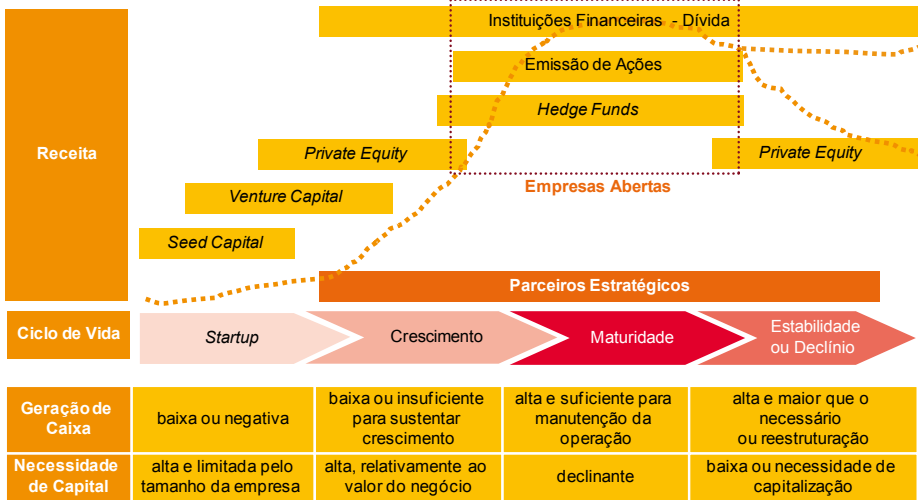 Instituições Financeiras - Dívida
Emissão de Ações
Hedge Funds
Receita
Private Equity
Private Equity
Empresas Abertas
Venture Capital
Seed Capital
Parceiros Estratégicos
Ciclo de Vida
Startup
Crescimento
Maturidade
Estabilidade
ou Declínio
Geração de
Caixa
baixa ou negativa
baixa ou insuficiente
para sustentar
crescimento
alta e suficiente para
manutenção da
operação
alta e maior que o
necessário
ou reestruturação
Necessidade
de Capital
alta e limitada pelo
tamanho da empresa
alta, relativamente ao
valor do negócio
declinante
baixa ou necessidade de
capitalização